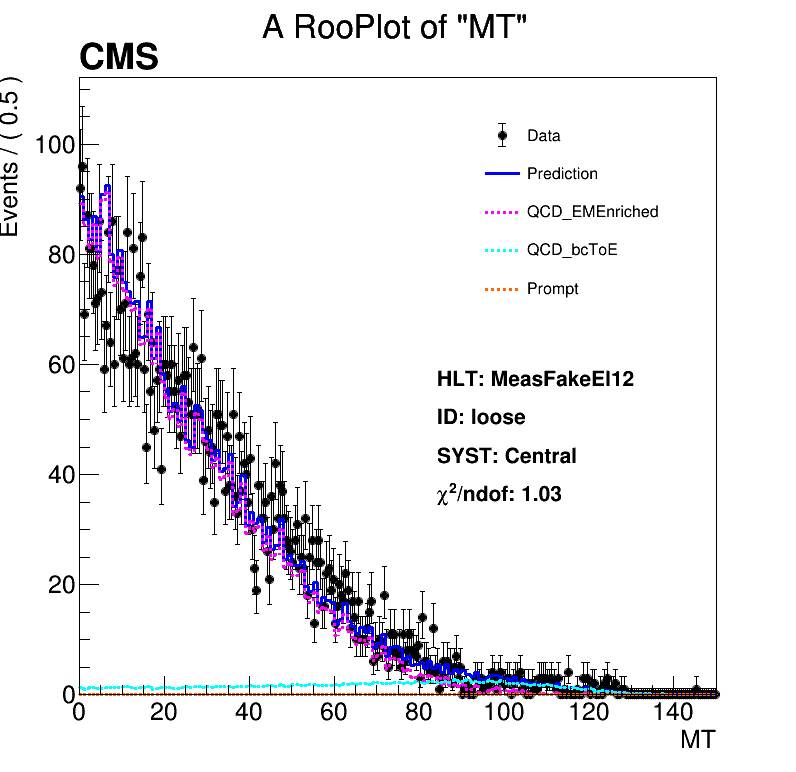 A RooPlot of "MT"
CMS
Events / ( 0.5 )
100
80
60
40
20
0
Data
Prediction
QCD_EMEnriched
QCD_bcToE
Prompt
HLT: MeasFakeEl12
ID: loose
SYST: Central
χ²/ndof: 1.03
0 20 40 60 80 100 120 140
MT